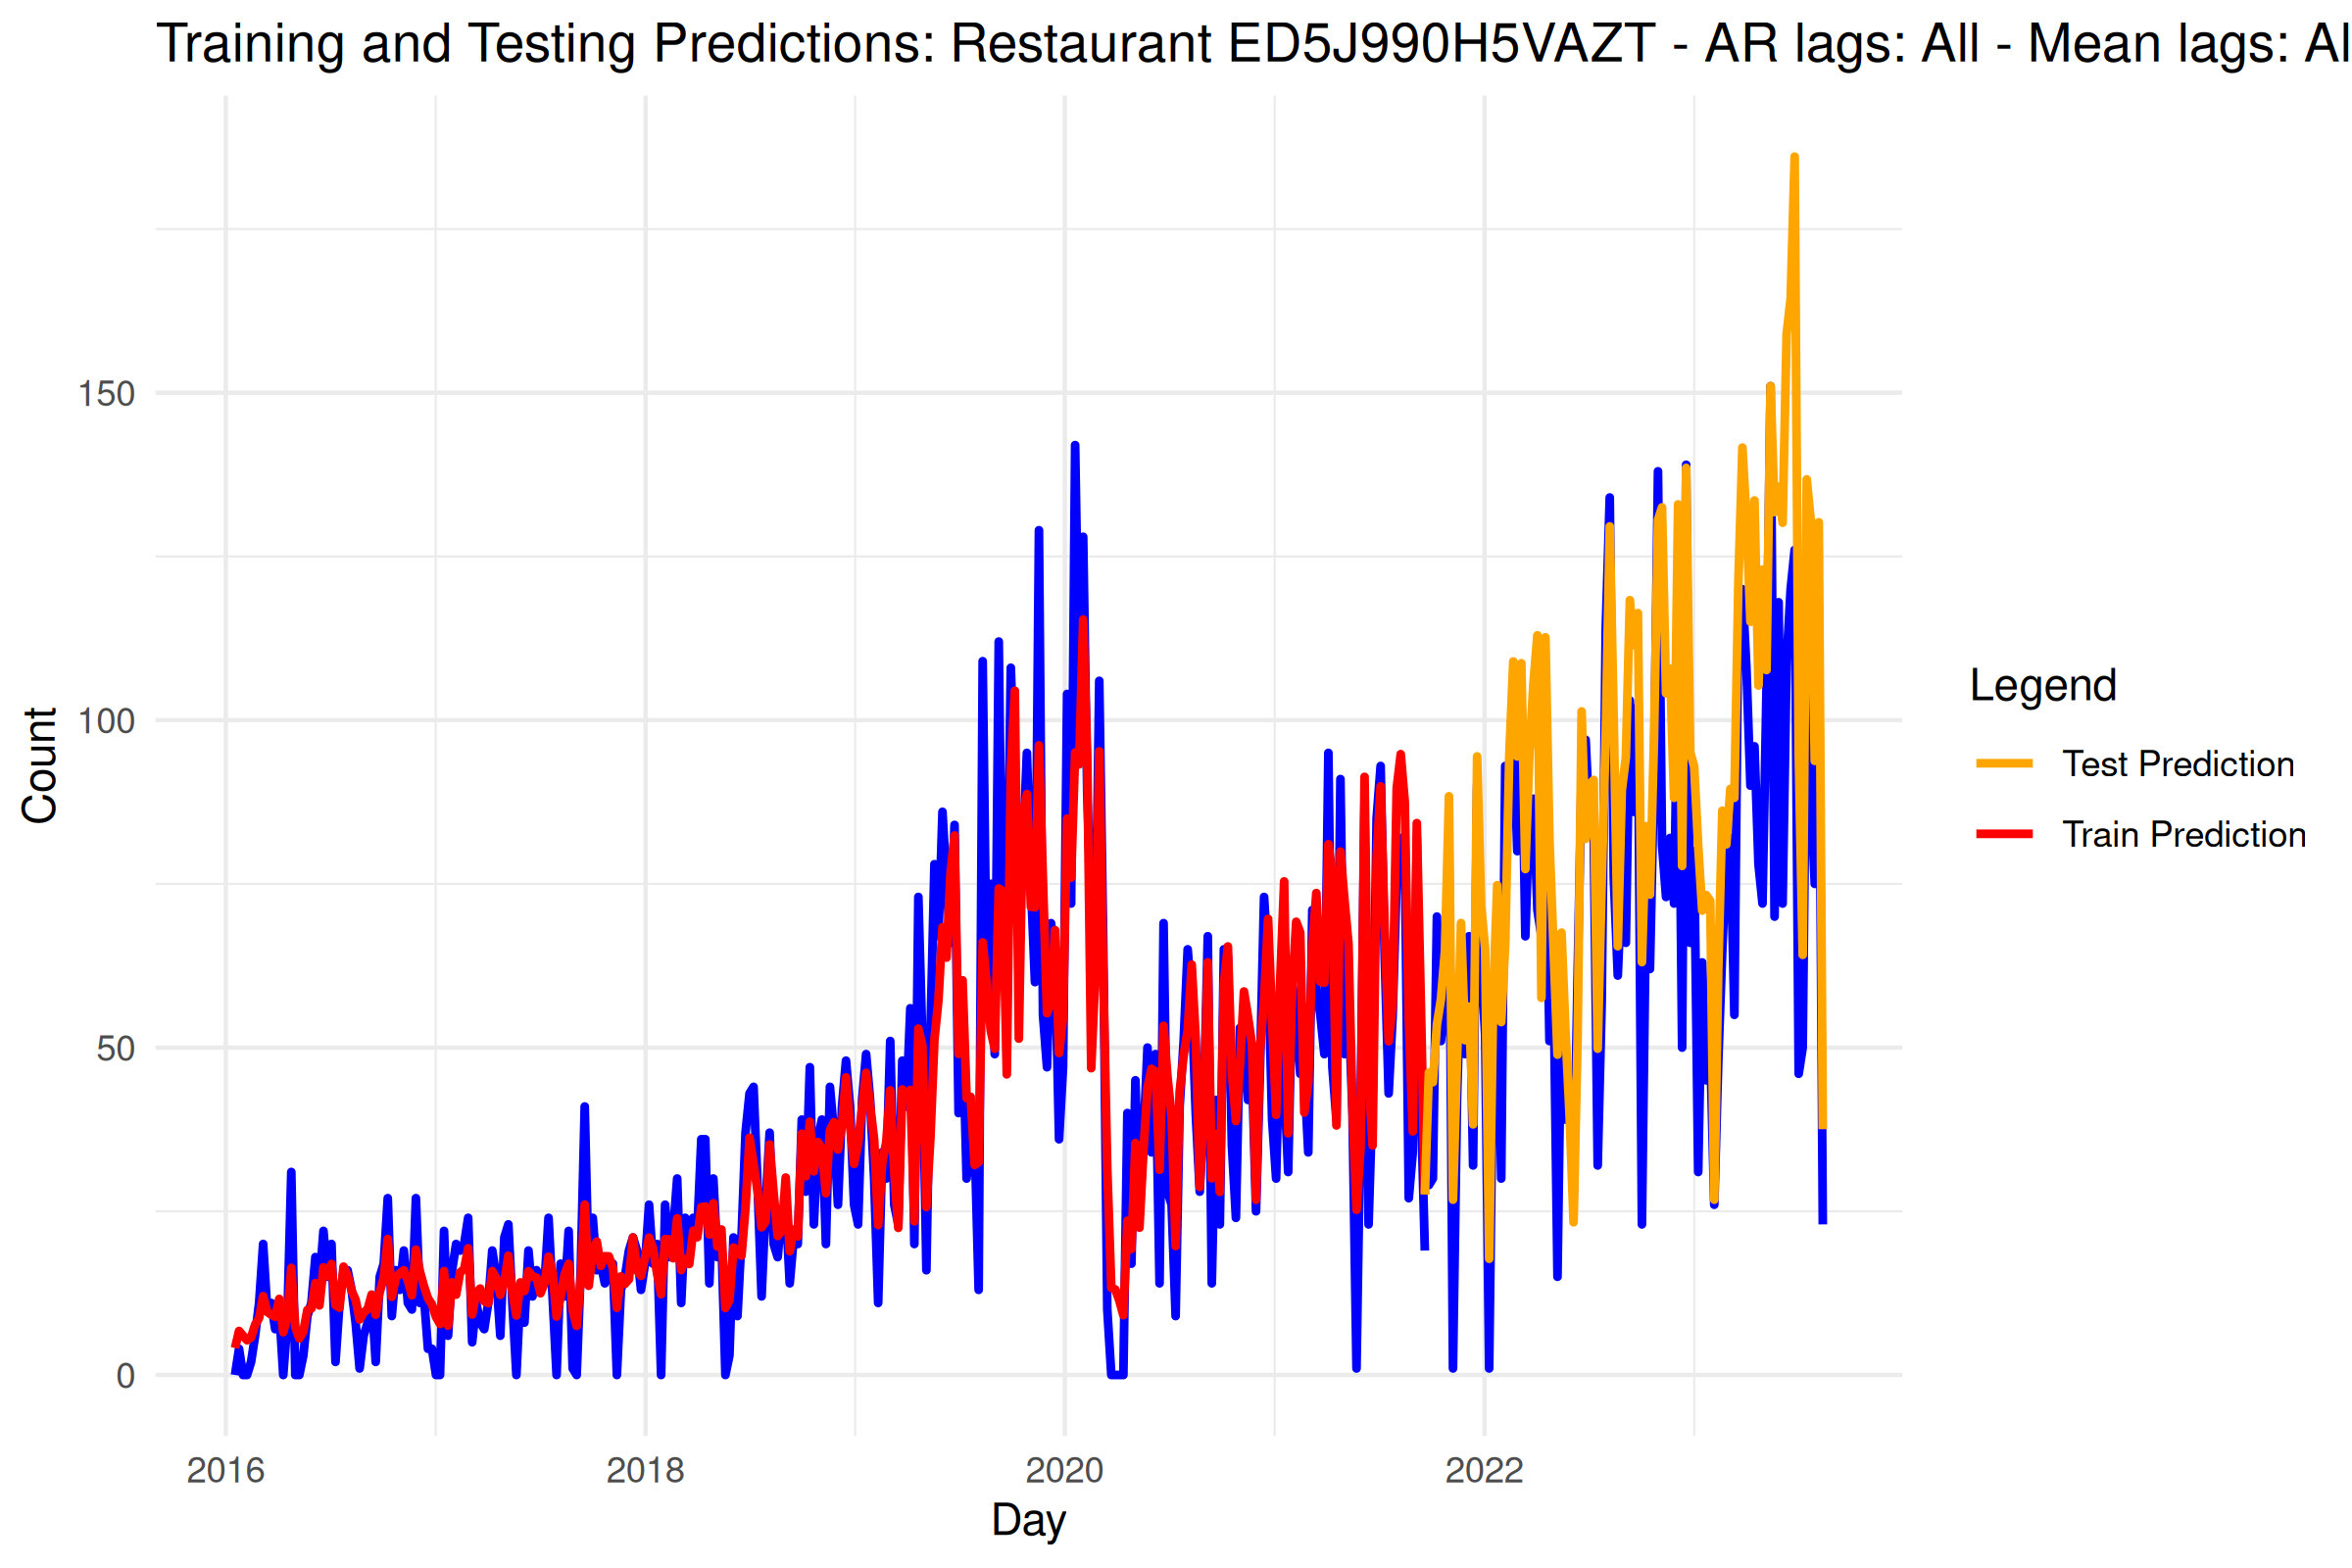 Training and Testing Predictions: Restaurant ED5J990H5VAZT - AR lags: All - Mean lags: Al
150
100
50
0
Count
2016 2018 2020 2022
Day
Legend
Test Prediction
Train Prediction